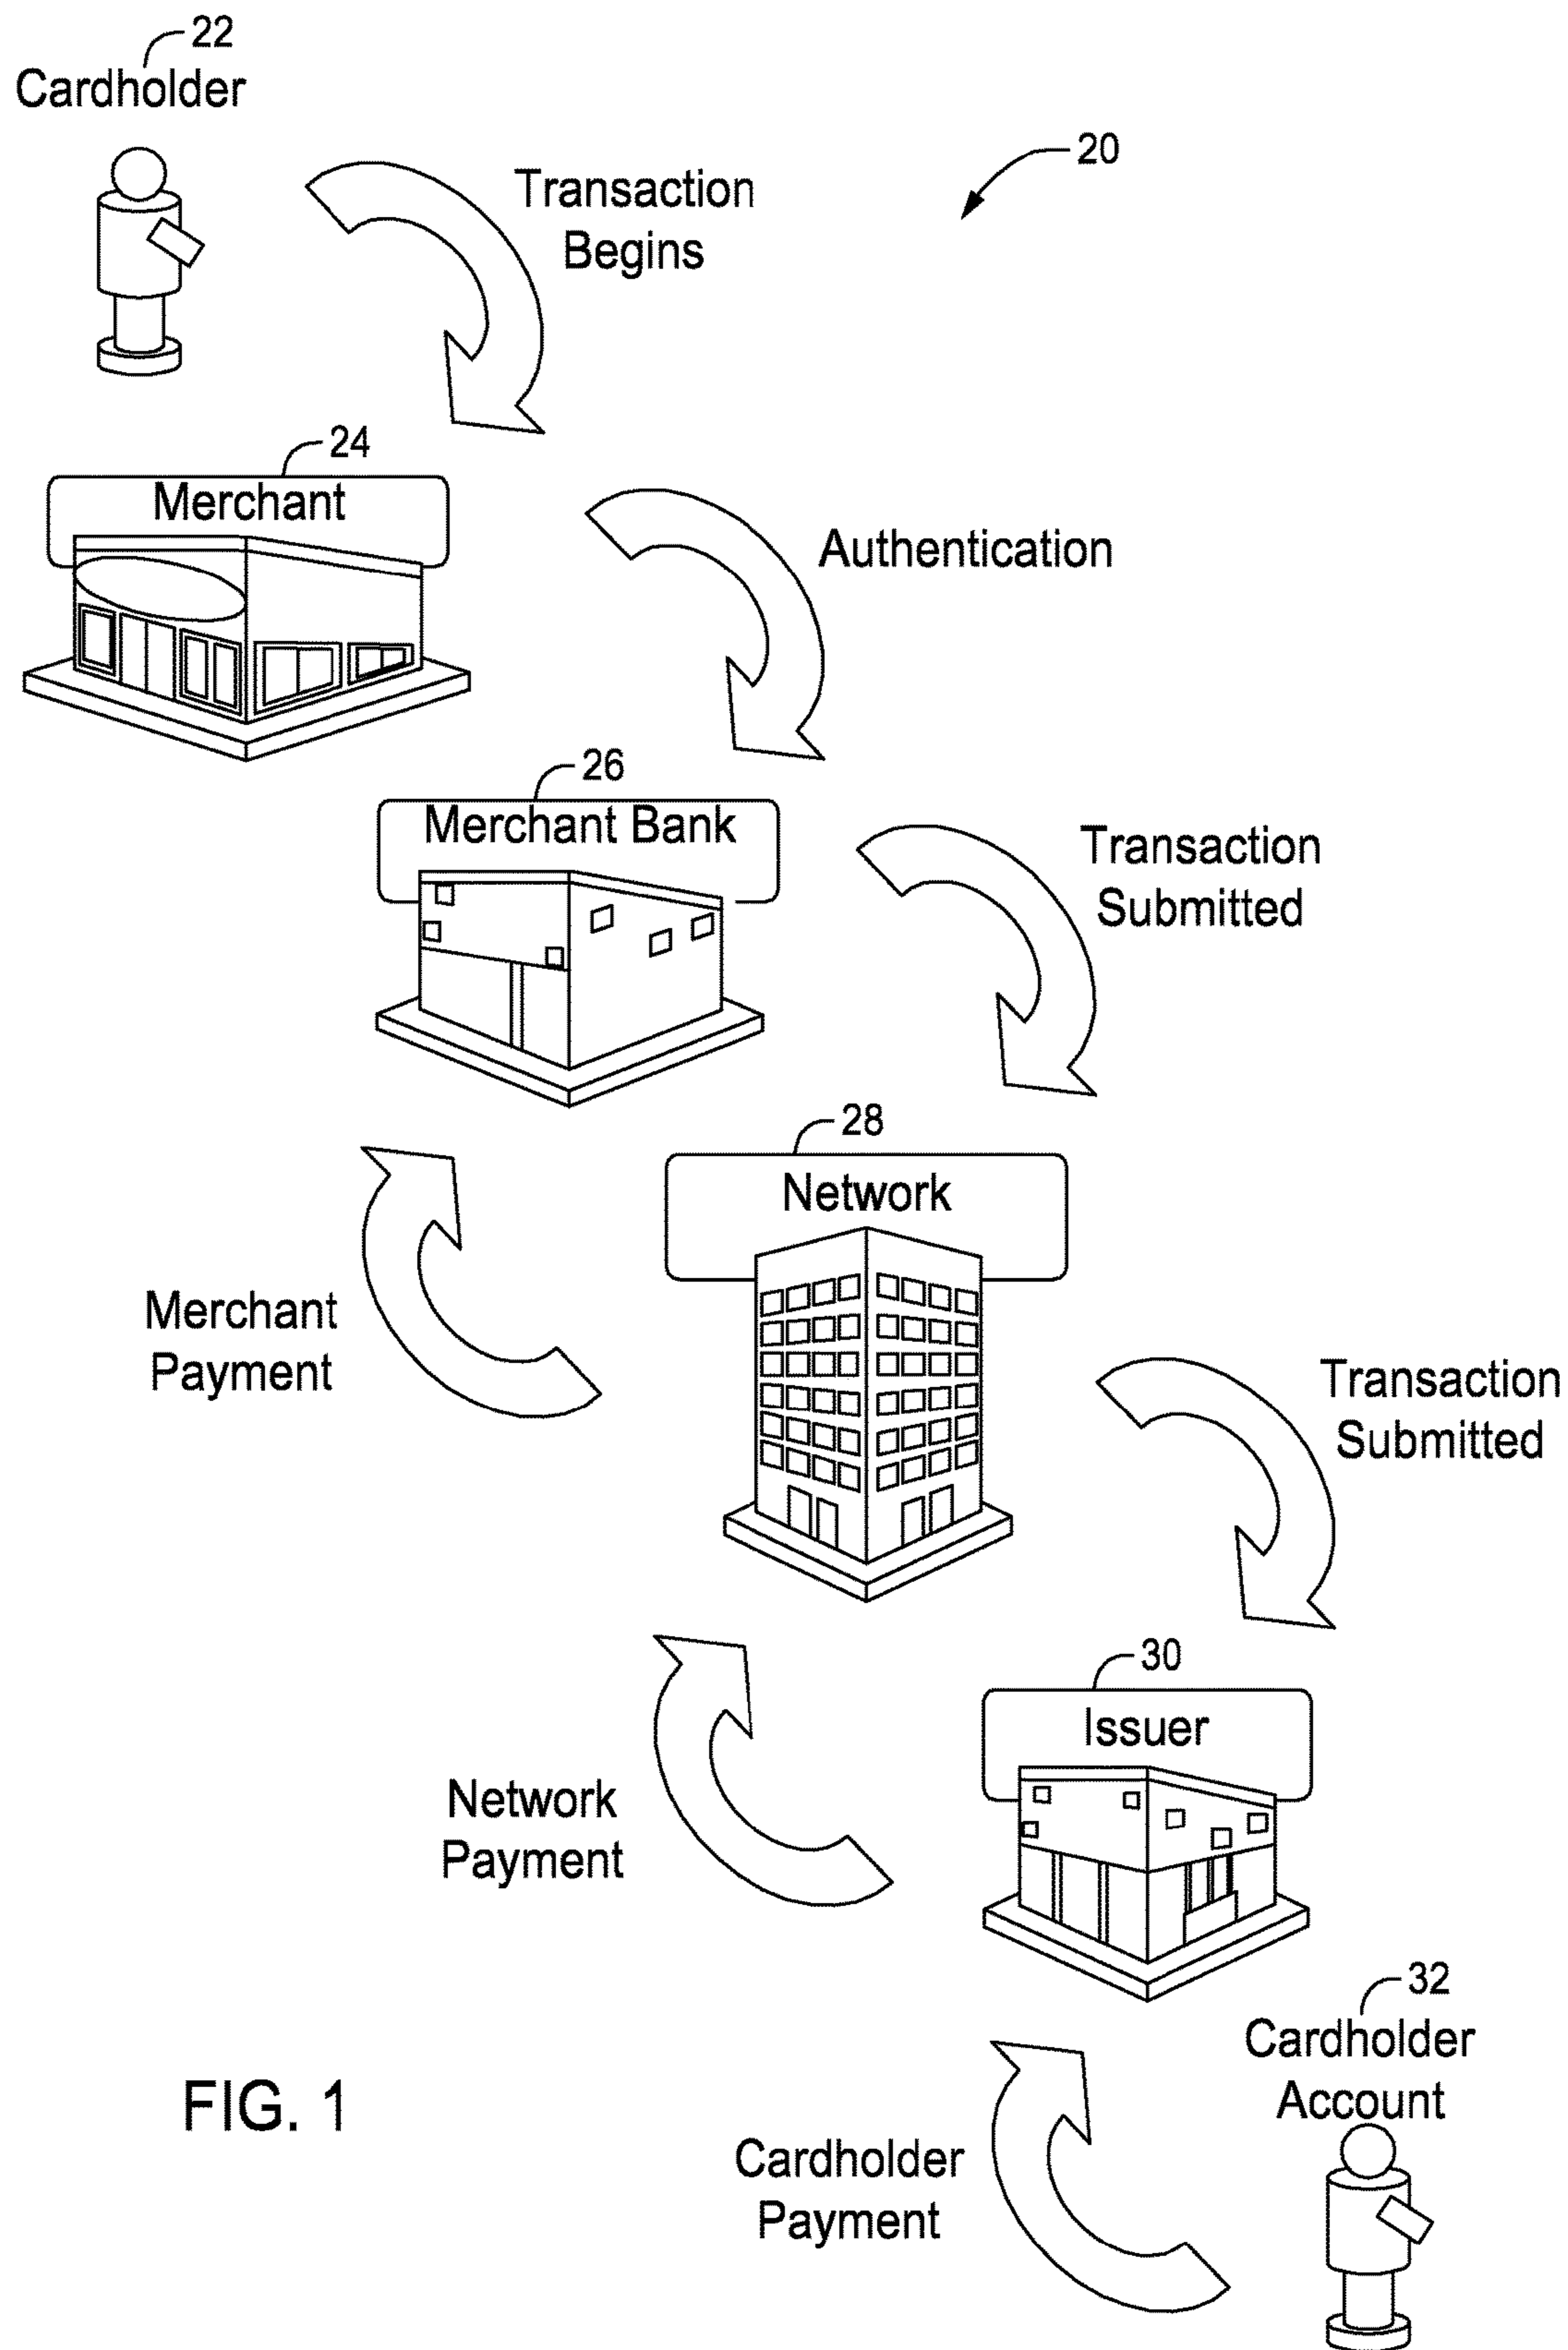 22
Cardholder
20
Transaction
Begins
24
Merchant
Authentication
26
Merchant Bank
Transaction
Submitted
28
Network
Merchant
Payment
Transaction
Submitted
30
Issuer
Network
Payment
32
Cardholder
Account
FIG. 1
Cardholder
Payment